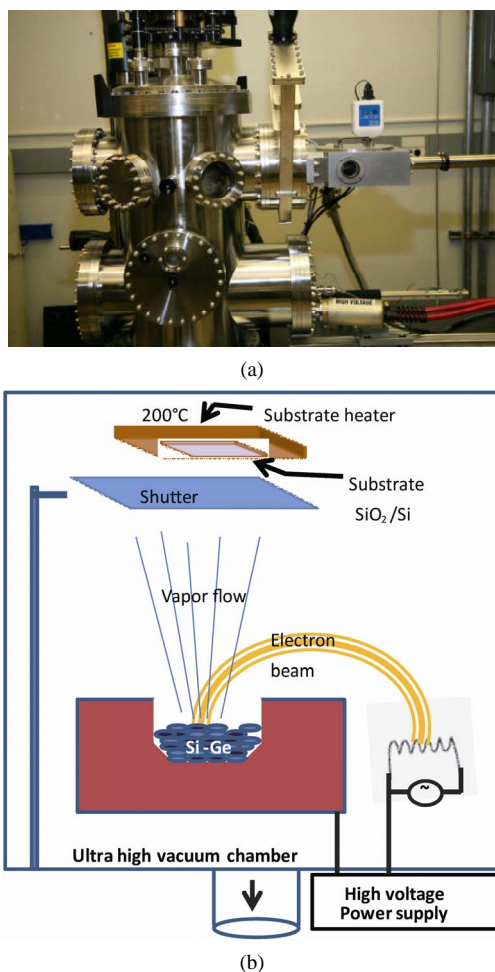 HIGH VOLTAGE
(a)
200°C Substrate heater
Substrate
SiO2 /Si
Shutter
Vapor flow
Electron
beam
Si -Ge
~
Ultra high vacuum chamber
High voltage
Power supply
(b)